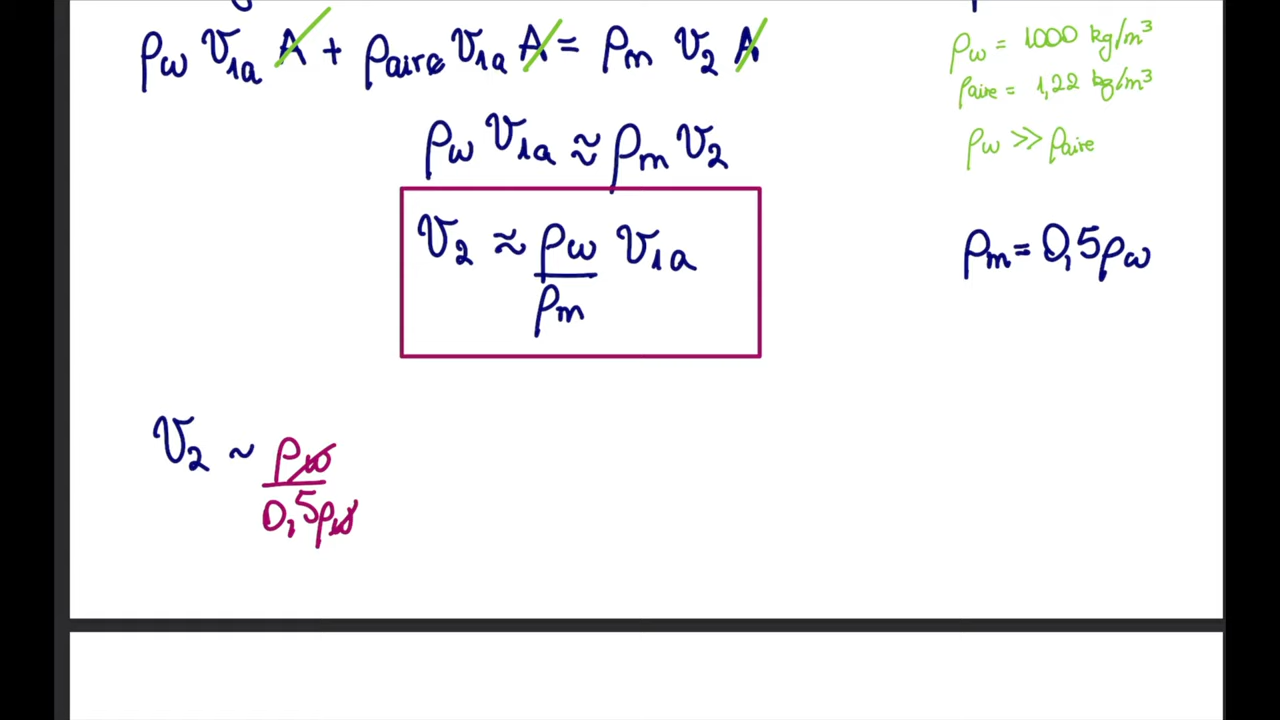 ρw V1a A + ρaire V1a A = ρm V2 A
ρw = 1000 kg/m³
ρaire = 1,22 kg/m³
ρw >> ρaire
ρw V1a ≈ ρm V2
V2 ≈ ρw/ρm V1a
ρm = 0,5ρw
V2 ~ ρw/0,5ρw